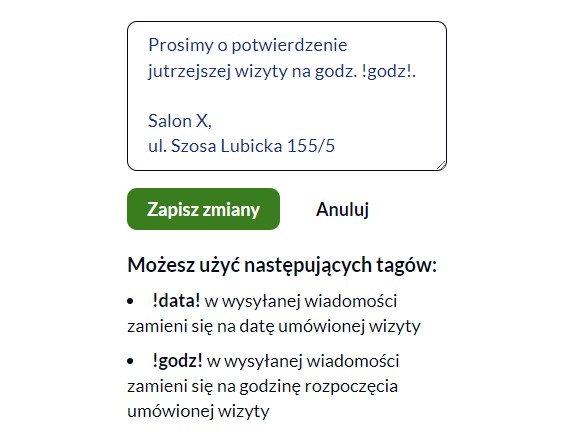 Prosimy o potwierdzenie
jutrzejszej wizyty na godz. !godz!.
Salon X,
ul. Szosa Lubicka 155/5
Zapisz zmiany
Anuluj
Możesz użyć następujących tagów:
• !data! w wysyłanej wiadomości
zamieni się na datę umówionej wizyty
• !godz! w wysyłanej wiadomości
zamieni się na godzinę rozpoczęcia
umówionej wizyty